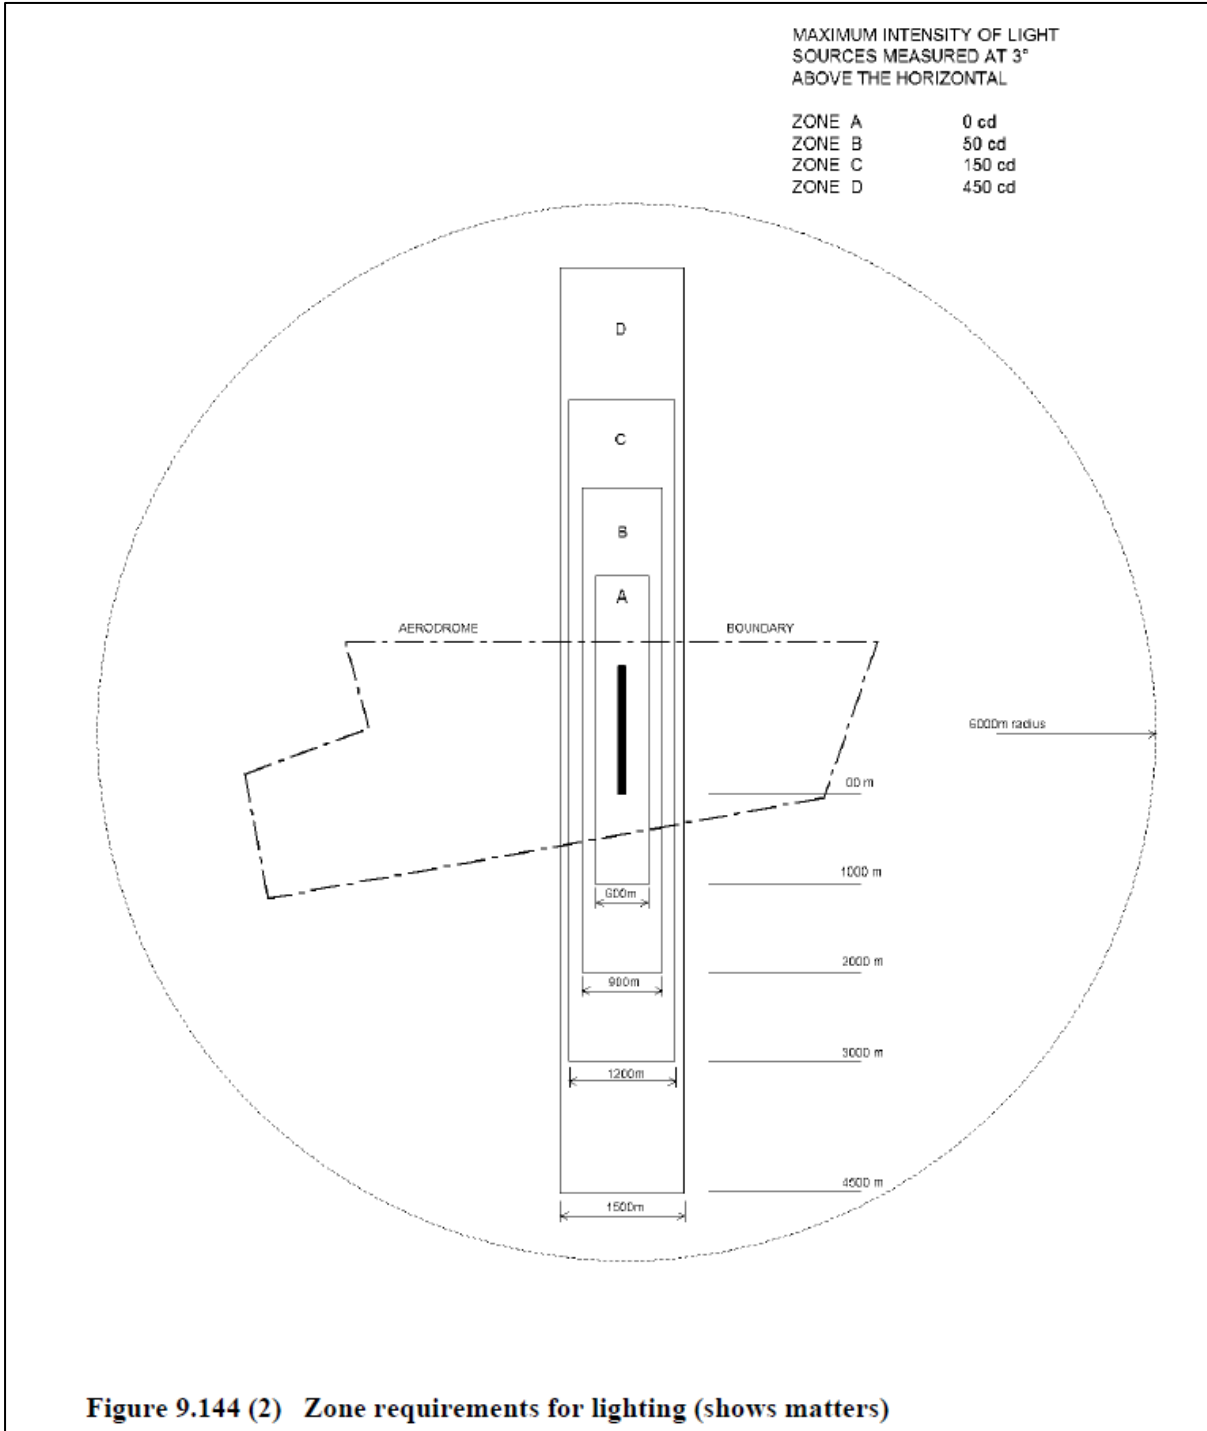 MAXIMUM INTENSITY OF LIGHT
SOURCES MEASURED AT 3°
ABOVE THE HORIZONTAL
ZONE A 0 cd
ZONE B 50 cd
ZONE C 150 cd
ZONE D 450 cd
D
C
B
A
AERODROME BOUNDARY
6000m radius
00 m
1000 m
600m
2000 m
900m
3000 m
1200m
4500 m
1500m
Figure 9.144 (2) Zone requirements for lighting (shows matters)